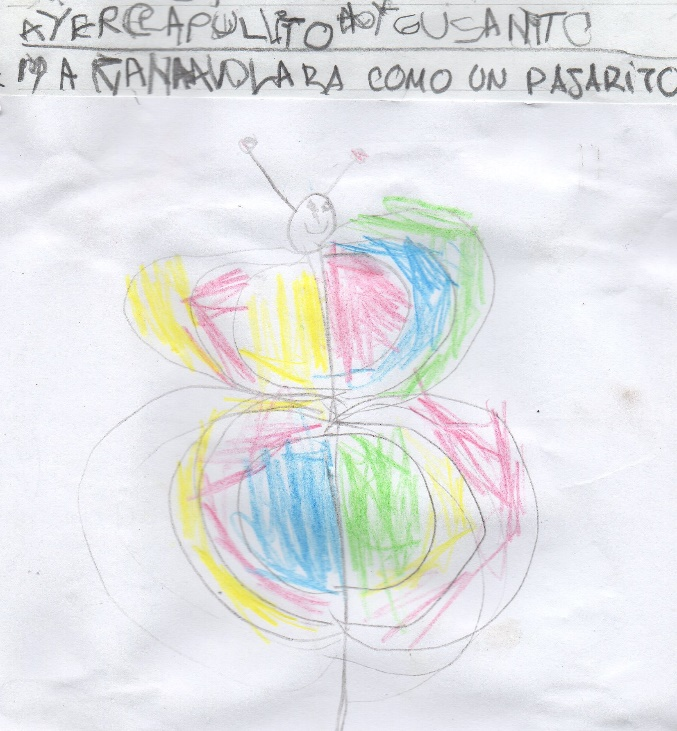 AYER CAPULLITO HOY GUSANITO
MAÑANA VOLARA COMO UN PAJARITO